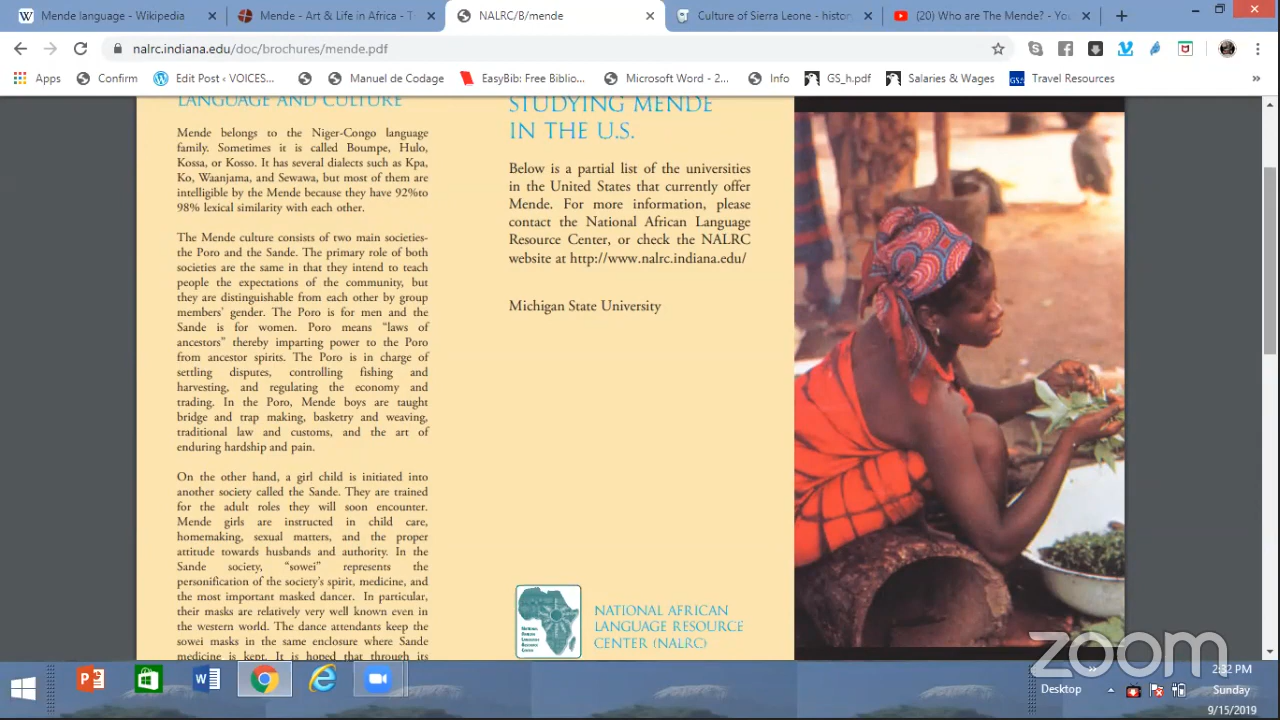 Mende language - Wikipedia
Mende - Art & Life in Africa - T
NALRC/B/mende
Culture of Sierra Leone - histor
(20) Who are The Mende? - You
nalrc.indiana.edu/doc/brochures/mende.pdf
Apps
Confirm
Edit Post ‹ VOICES...
Manuel de Codage
EasyBib: Free Biblio...
Microsoft Word - 2...
Info
GS_h.pdf
Salaries & Wages
Travel Resources
»
LANGUAGE AND CULTURE
Mende belongs to the Niger-Congo language
family. Sometimes it is called Boumpe, Hulo,
Kossa, or Kosso. It has several dialects such as Kpa,
Ko, Waanjama, and Sewawa, but most of them are
intelligible by the Mende because they have 92%to
98% lexical similarity with each other.
The Mende culture consists of two main societies-
the Poro and the Sande. The primary role of both
societies are the same in that they intend to teach
people the expectations of the community, but
they are distinguishable from each other by group
members' gender. The Poro is for men and the
Sande is for women. Poro means "laws of
ancestors" thereby imparting power to the Poro
from ancestor spirits. The Poro is in charge of
settling disputes, controlling fishing and
harvesting, and regulating the economy and
trading. In the Poro, Mende boys are taught
bridge and trap making, basketry and weaving,
traditional law and customs, and the art of
enduring hardship and pain.
On the other hand, a girl child is initiated into
another society called the Sande. They are trained
for the adult roles they will soon encounter.
Mende girls are instructed in child care,
homemaking, sexual matters, and the proper
attitude towards husbands and authority. In the
Sande society, "sowei" represents the
personification of the society's spirit, medicine, and
the most important masked dancer. In particular,
their masks are relatively very well known even in
the western world. The dance attendants keep the
sowei masks in the same enclosure where Sande
medicine is kept. It is hoped that through its
STUDYING MENDE
IN THE U.S.
Below is a partial list of the universities
in the United States that currently offer
Mende. For more information, please
contact the National African Language
Resource Center, or check the NALRC
website at http://www.nalrc.indiana.edu/
Michigan State University
National
African
Language
Resource
Center
NATIONAL AFRICAN
LANGUAGE RESOURCE
CENTER (NALRC)
zoom
Desktop
»
2:32 PM
Sunday
9/15/2019